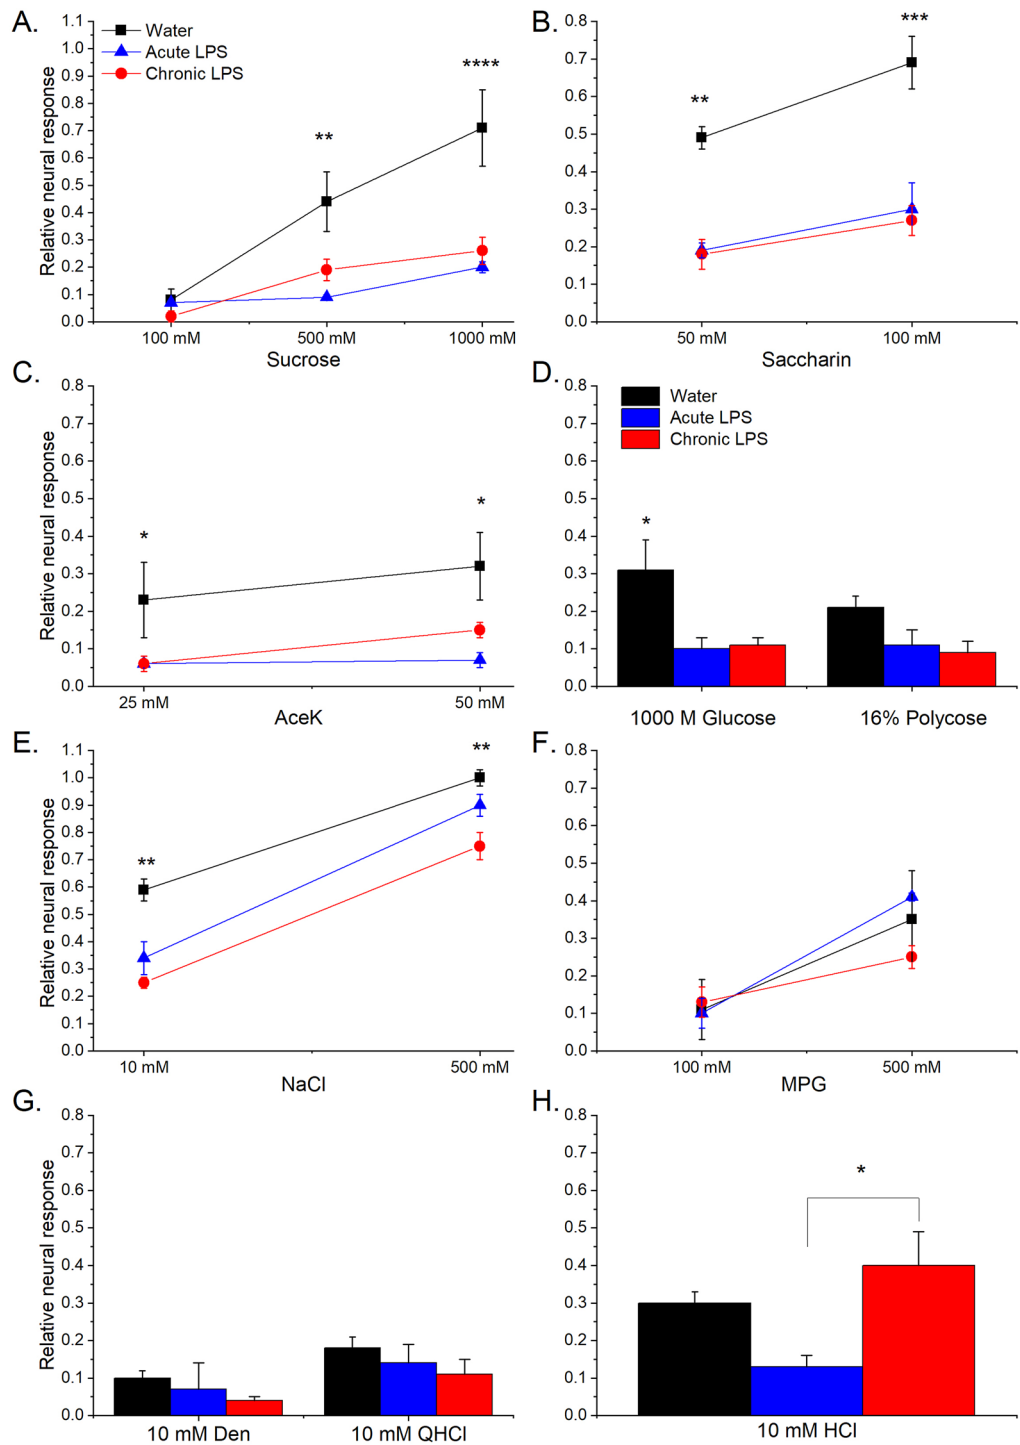 A.
Relative neural response
1.1
1.0
0.9
0.8
0.7
0.6
0.5
0.4
0.3
0.2
0.1
0.0
Water
Acute LPS
Chronic LPS
**
****
100 mM
500 mM
1000 mM
Sucrose
B.
0.8
0.7
0.6
0.5
0.4
0.3
0.2
0.1
0.0
**
***
50 mM
100 mM
Saccharin
C.
Relative neural response
0.8
0.7
0.6
0.5
0.4
0.3
0.2
0.1
0.0
*
*
25 mM
50 mM
AceK
D.
0.8
0.7
0.6
0.5
0.4
0.3
0.2
0.1
0.0
Water
Acute LPS
Chronic LPS
*
1000 M Glucose
16% Polycose
E.
Relative neural response
1.1
1.0
0.9
0.8
0.7
0.6
0.5
0.4
0.3
0.2
0.1
0.0
**
**
10 mM
500 mM
NaCl
F.
0.8
0.7
0.6
0.5
0.4
0.3
0.2
0.1
0.0
100 mM
500 mM
MPG
G.
Relative neural response
0.8
0.7
0.6
0.5
0.4
0.3
0.2
0.1
0.0
10 mM Den
10 mM QHCl
H.
0.8
0.7
0.6
0.5
0.4
0.3
0.2
0.1
0.0
*
10 mM HCl